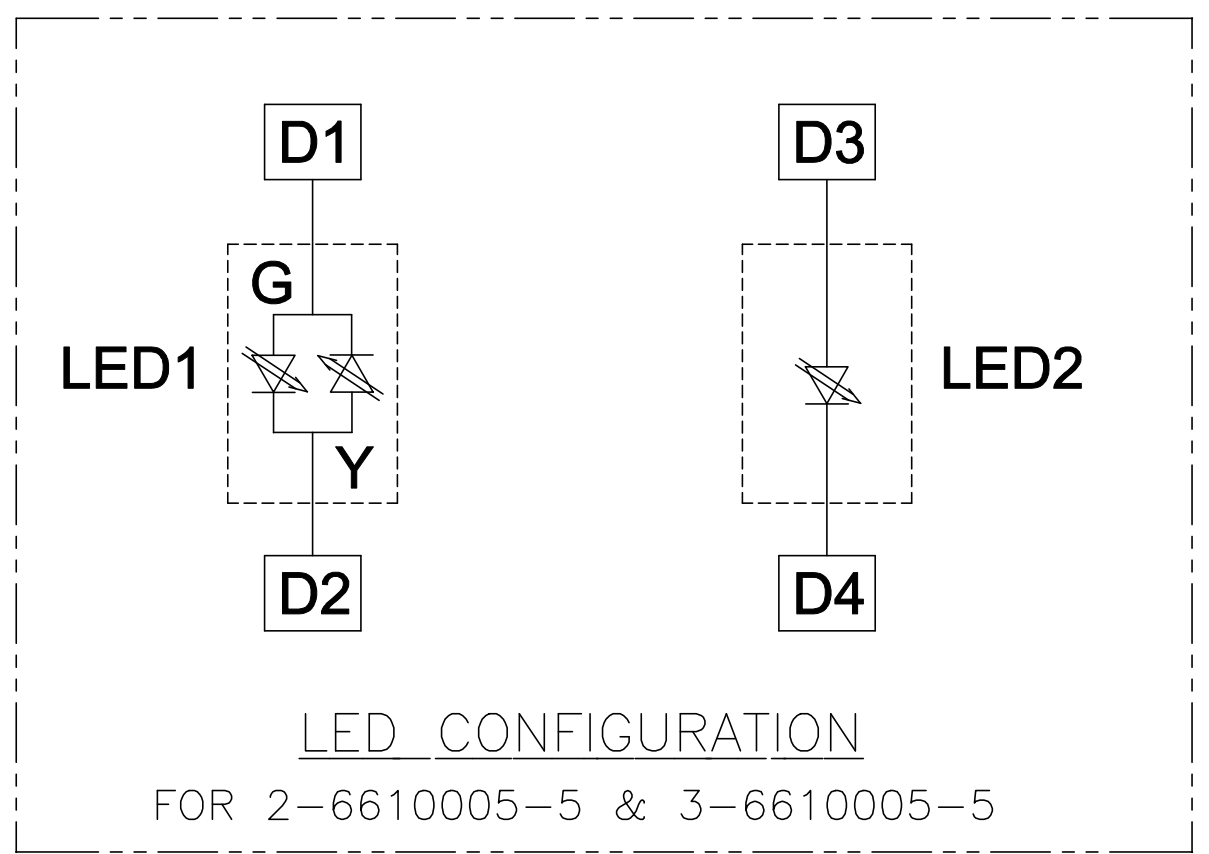 D1 D3
G
LED1 LED2
Y
D2 D4
LED CONFIGURATION
FOR 2-6610005-5 & 3-6610005-5